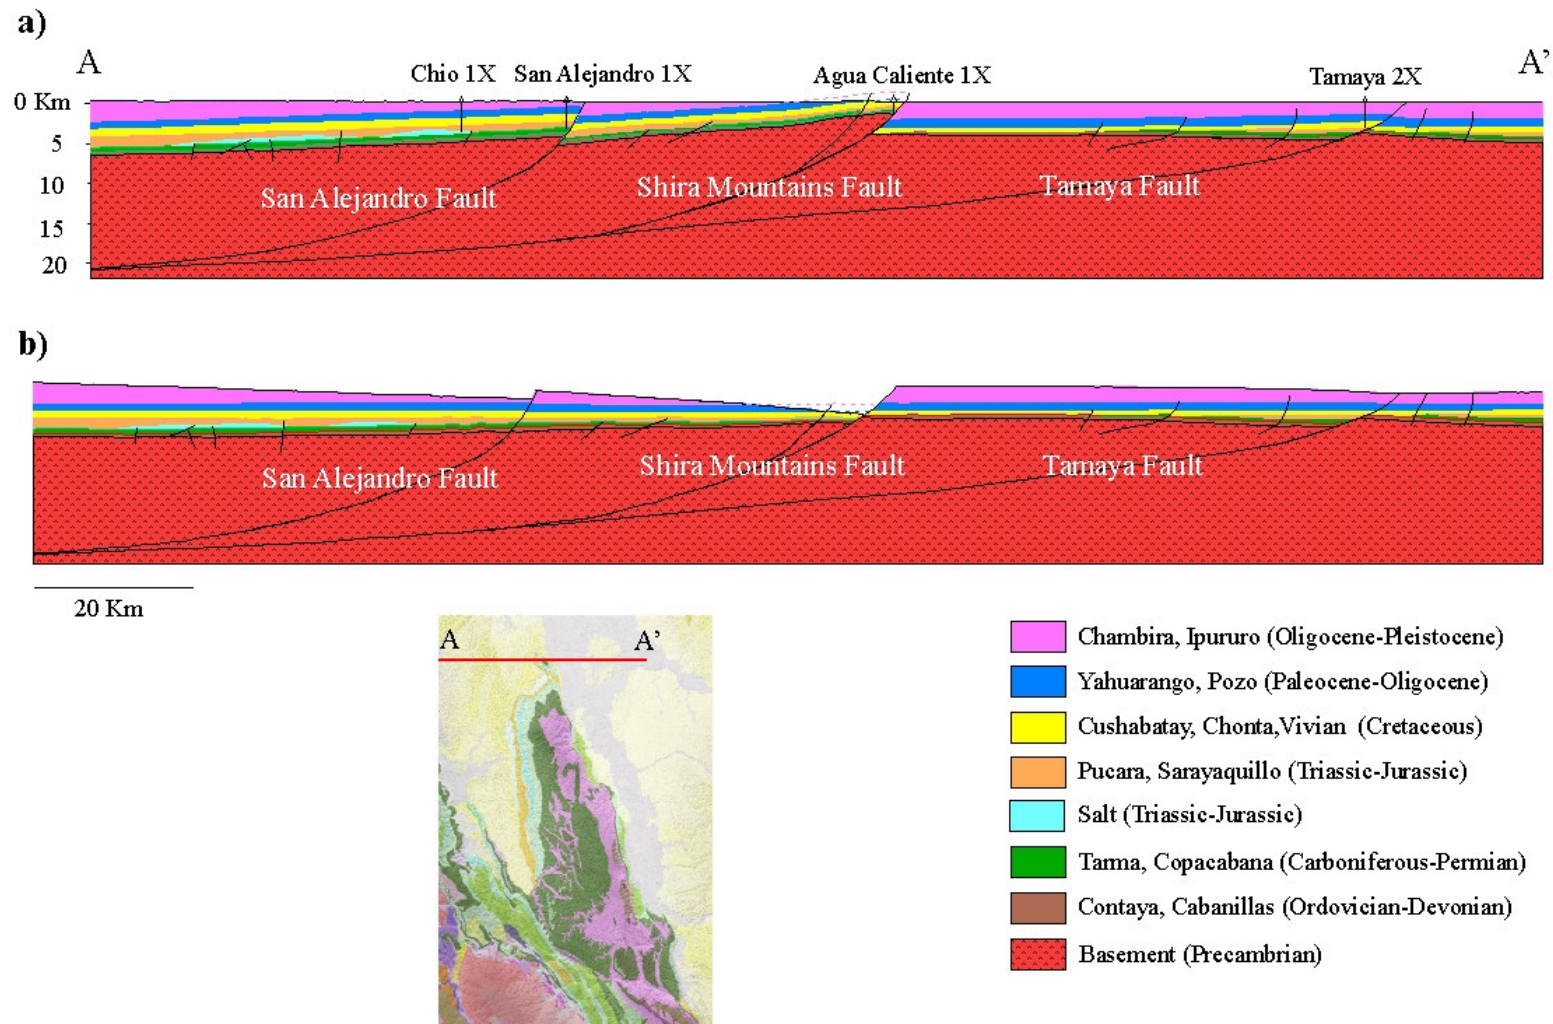 a)
A
Chio 1X San Alejandro 1X Agua Caliente 1X Tamaya 2X
A’
0 Km
5
10
15
20
San Alejandro Fault
Shira Mountains Fault
Tamaya Fault
b)
San Alejandro Fault
Shira Mountains Fault
Tamaya Fault
20 Km
A A’
Chambira, Ipururo (Oligocene-Pleistocene)
Yahuarango, Pozo (Paleocene-Oligocene)
Cushabatay, Chonta,Vivian (Cretaceous)
Pucara, Sarayaquillo (Triassic-Jurassic)
Salt (Triassic-Jurassic)
Tarma, Copacabana (Carboniferous-Permian)
Contaya, Cabanillas (Ordovician-Devonian)
Basement (Precambrian)